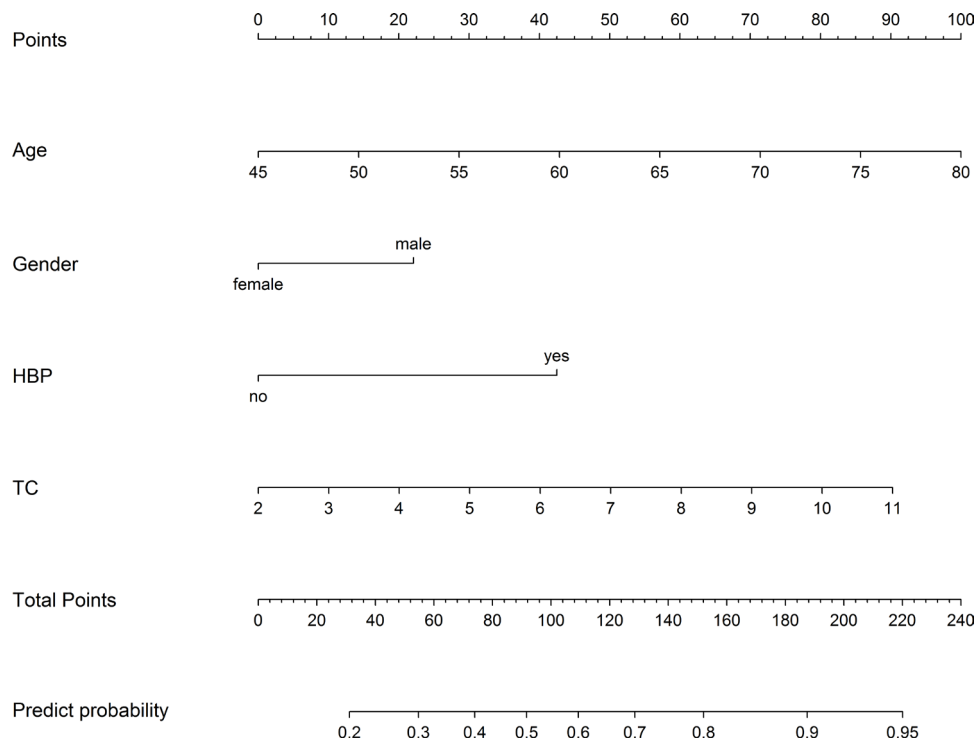 0 10 20 30 40 50 60 70 80 90 100
Points
Age
45 50 55 60 65 70 75 80
male
Gender
female
yes
HBP
no
TC
2 3 4 5 6 7 8 9 10 11
Total Points
0 20 40 60 80 100 120 140 160 180 200 220 240
Predict probability
0.2 0.3 0.4 0.5 0.6 0.7 0.8 0.9 0.95